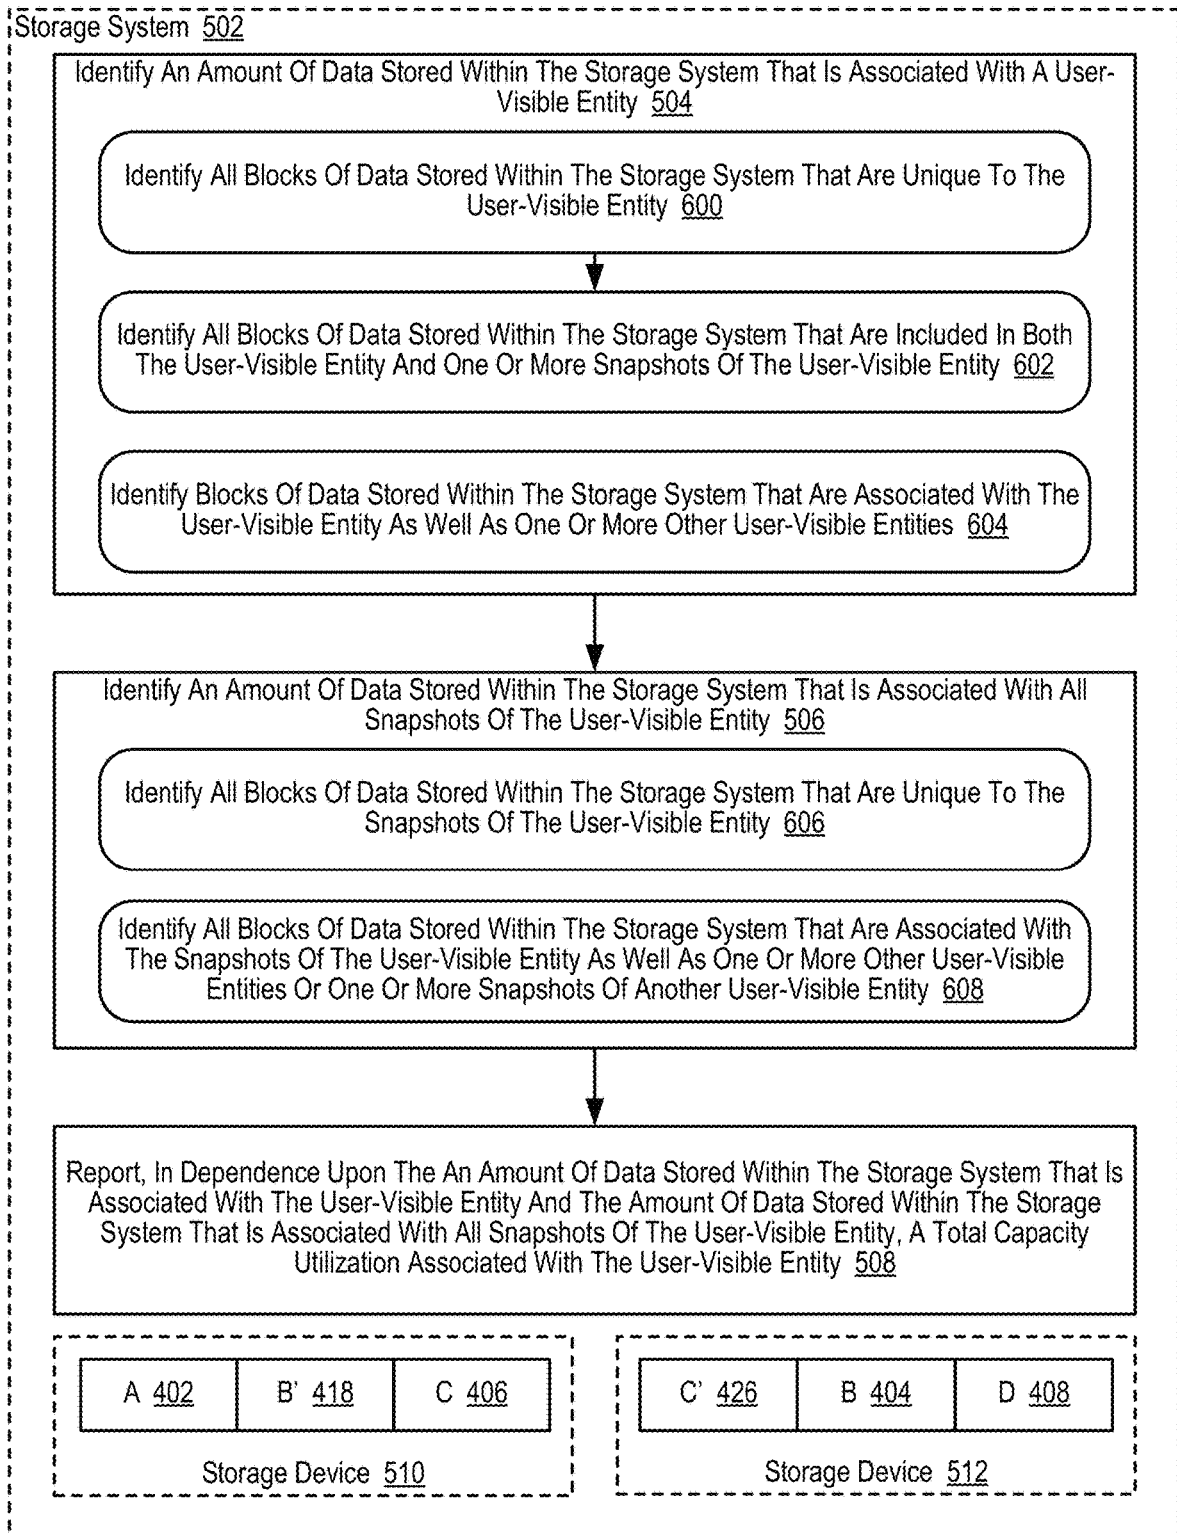 Storage System 502
Identify An Amount Of Data Stored Within The Storage System That Is Associated With A User-
Visible Entity 504
Identify All Blocks Of Data Stored Within The Storage System That Are Unique To The
User-Visible Entity 600
Identify All Blocks Of Data Stored Within The Storage System That Are Included In Both
The User-Visible Entity And One Or More Snapshots Of The User-Visible Entity 602
Identify Blocks Of Data Stored Within The Storage System That Are Associated With The
User-Visible Entity As Well As One Or More Other User-Visible Entities 604
Identify An Amount Of Data Stored Within The Storage System That Is Associated With All
Snapshots Of The User-Visible Entity 506
Identify All Blocks Of Data Stored Within The Storage System That Are Unique To The
Snapshots Of The User-Visible Entity 606
Identify All Blocks Of Data Stored Within The Storage System That Are Associated With
The Snapshots Of The User-Visible Entity As Well As One Or More Other User-Visible
Entities Or One Or More Snapshots Of Another User-Visible Entity 608
Report, In Dependence Upon The An Amount Of Data Stored Within The Storage System That Is
Associated With The User-Visible Entity And The Amount Of Data Stored Within The Storage
System That Is Associated With All Snapshots Of The User-Visible Entity, A Total Capacity
Utilization Associated With The User-Visible Entity 508
A 402 B' 418 C 406
Storage Device 510
C' 426 B 404 D 408
Storage Device 512